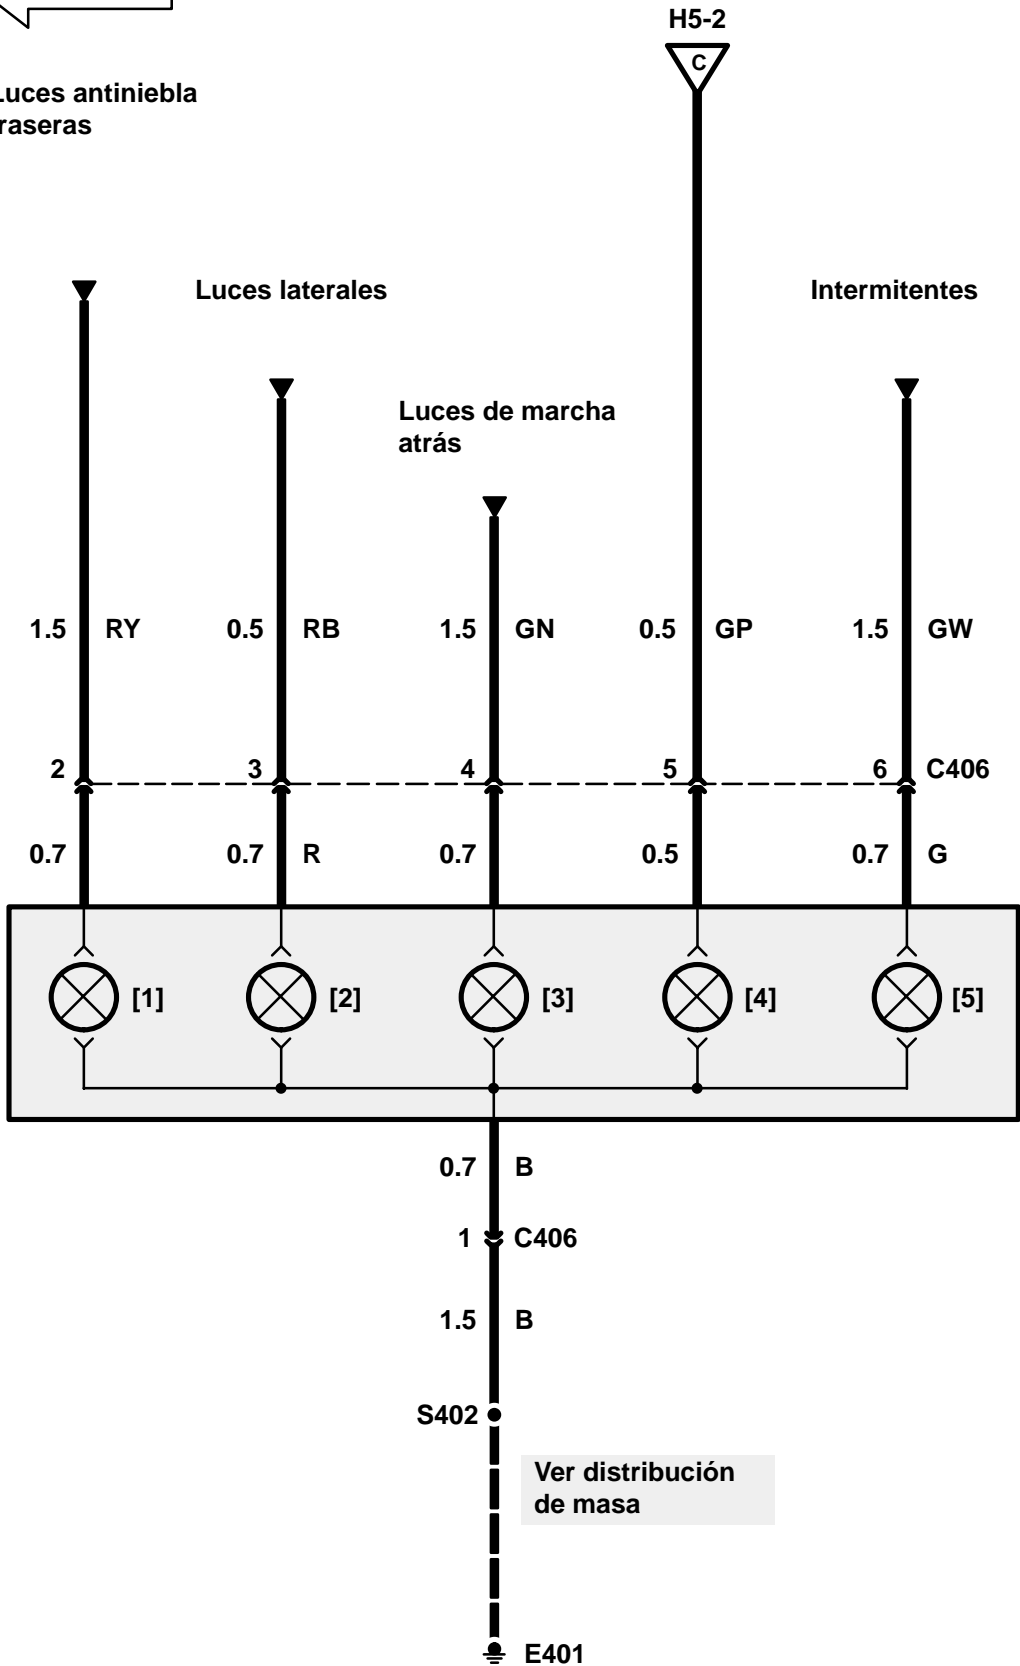 H5-2
C
Luces antiniebla
raseras
Luces laterales
Intermitentes
Luces de marcha
atrás
1.5 RY 0.5 RB 1.5 GN 0.5 GP 1.5 GW
2 3 4 5 6 C406
0.7 0.7 R 0.7 0.5 0.7 G
[1] [2] [3] [4] [5]
0.7 B
1 C406
1.5 B
S402
Ver distribución
de masa
E401